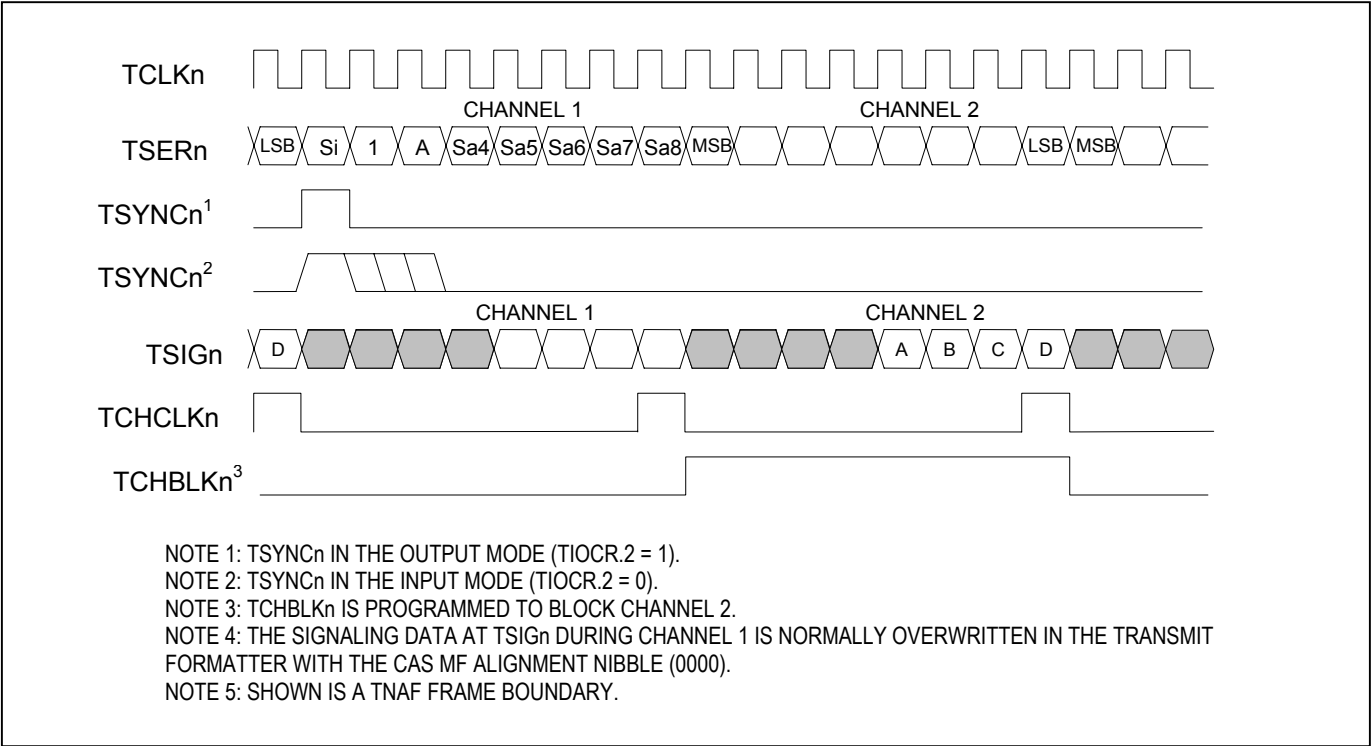 TCLKn
CHANNEL 1 CHANNEL 2
TSERn LSB Si 1 A Sa4 Sa5 Sa6 Sa7 Sa8 MSB LSB MSB
TSYNCn1
TSYNCn2
CHANNEL 1 CHANNEL 2
TSIGn D A B C D
TCHCLKn
TCHBLKn3
NOTE 1: TSYNCn IN THE OUTPUT MODE (TIOCR.2 = 1).
NOTE 2: TSYNCn IN THE INPUT MODE (TIOCR.2 = 0).
NOTE 3: TCHBLKn IS PROGRAMMED TO BLOCK CHANNEL 2.
NOTE 4: THE SIGNALING DATA AT TSIGn DURING CHANNEL 1 IS NORMALLY OVERWRITTEN IN THE TRANSMIT
FORMATTER WITH THE CAS MF ALIGNMENT NIBBLE (0000).
NOTE 5: SHOWN IS A TNAF FRAME BOUNDARY.